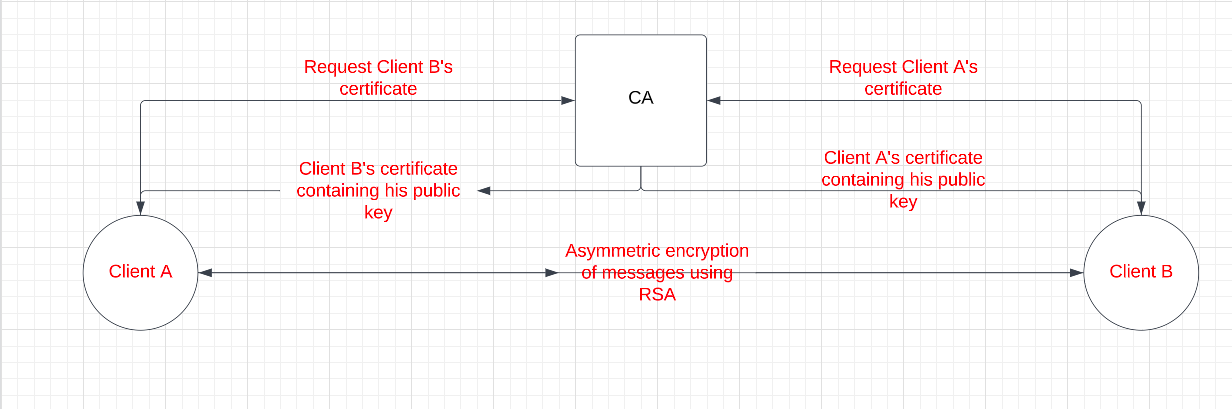 Request Client B's
certificate
CA
Request Client A's
certificate
Client B's certificate
containing his public
key
Client A's certificate
containing his public
key
Client A
Asymmetric encryption
of messages using
RSA
Client B